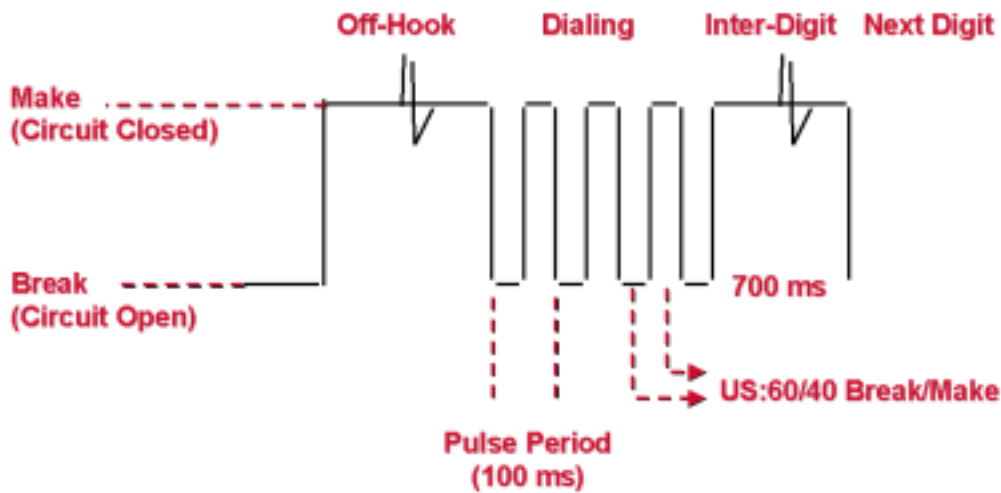 Off-Hook Dialing Inter-Digit Next Digit
Make
(Circuit Closed)
Break
(Circuit Open)
700 ms
US:60/40 Break/Make
Pulse Period
(100 ms)